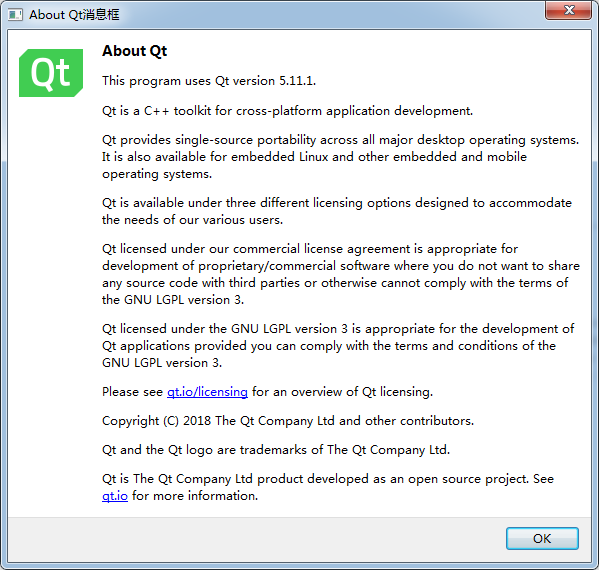 About Qt消息框
Qt
About Qt
This program uses Qt version 5.11.1.
Qt is a C++ toolkit for cross-platform application development.
Qt provides single-source portability across all major desktop operating systems.
It is also available for embedded Linux and other embedded and mobile
operating systems.
Qt is available under three different licensing options designed to accommodate
the needs of our various users.
Qt licensed under our commercial license agreement is appropriate for
development of proprietary/commercial software where you do not want to share
any source code with third parties or otherwise cannot comply with the terms of
the GNU LGPL version 3.
Qt licensed under the GNU LGPL version 3 is appropriate for the development of
Qt applications provided you can comply with the terms and conditions of the
GNU LGPL version 3.
Please see qt.io/licensing for an overview of Qt licensing.
Copyright (C) 2018 The Qt Company Ltd and other contributors.
Qt and the Qt logo are trademarks of The Qt Company Ltd.
Qt is The Qt Company Ltd product developed as an open source project. See
qt.io for more information.
OK